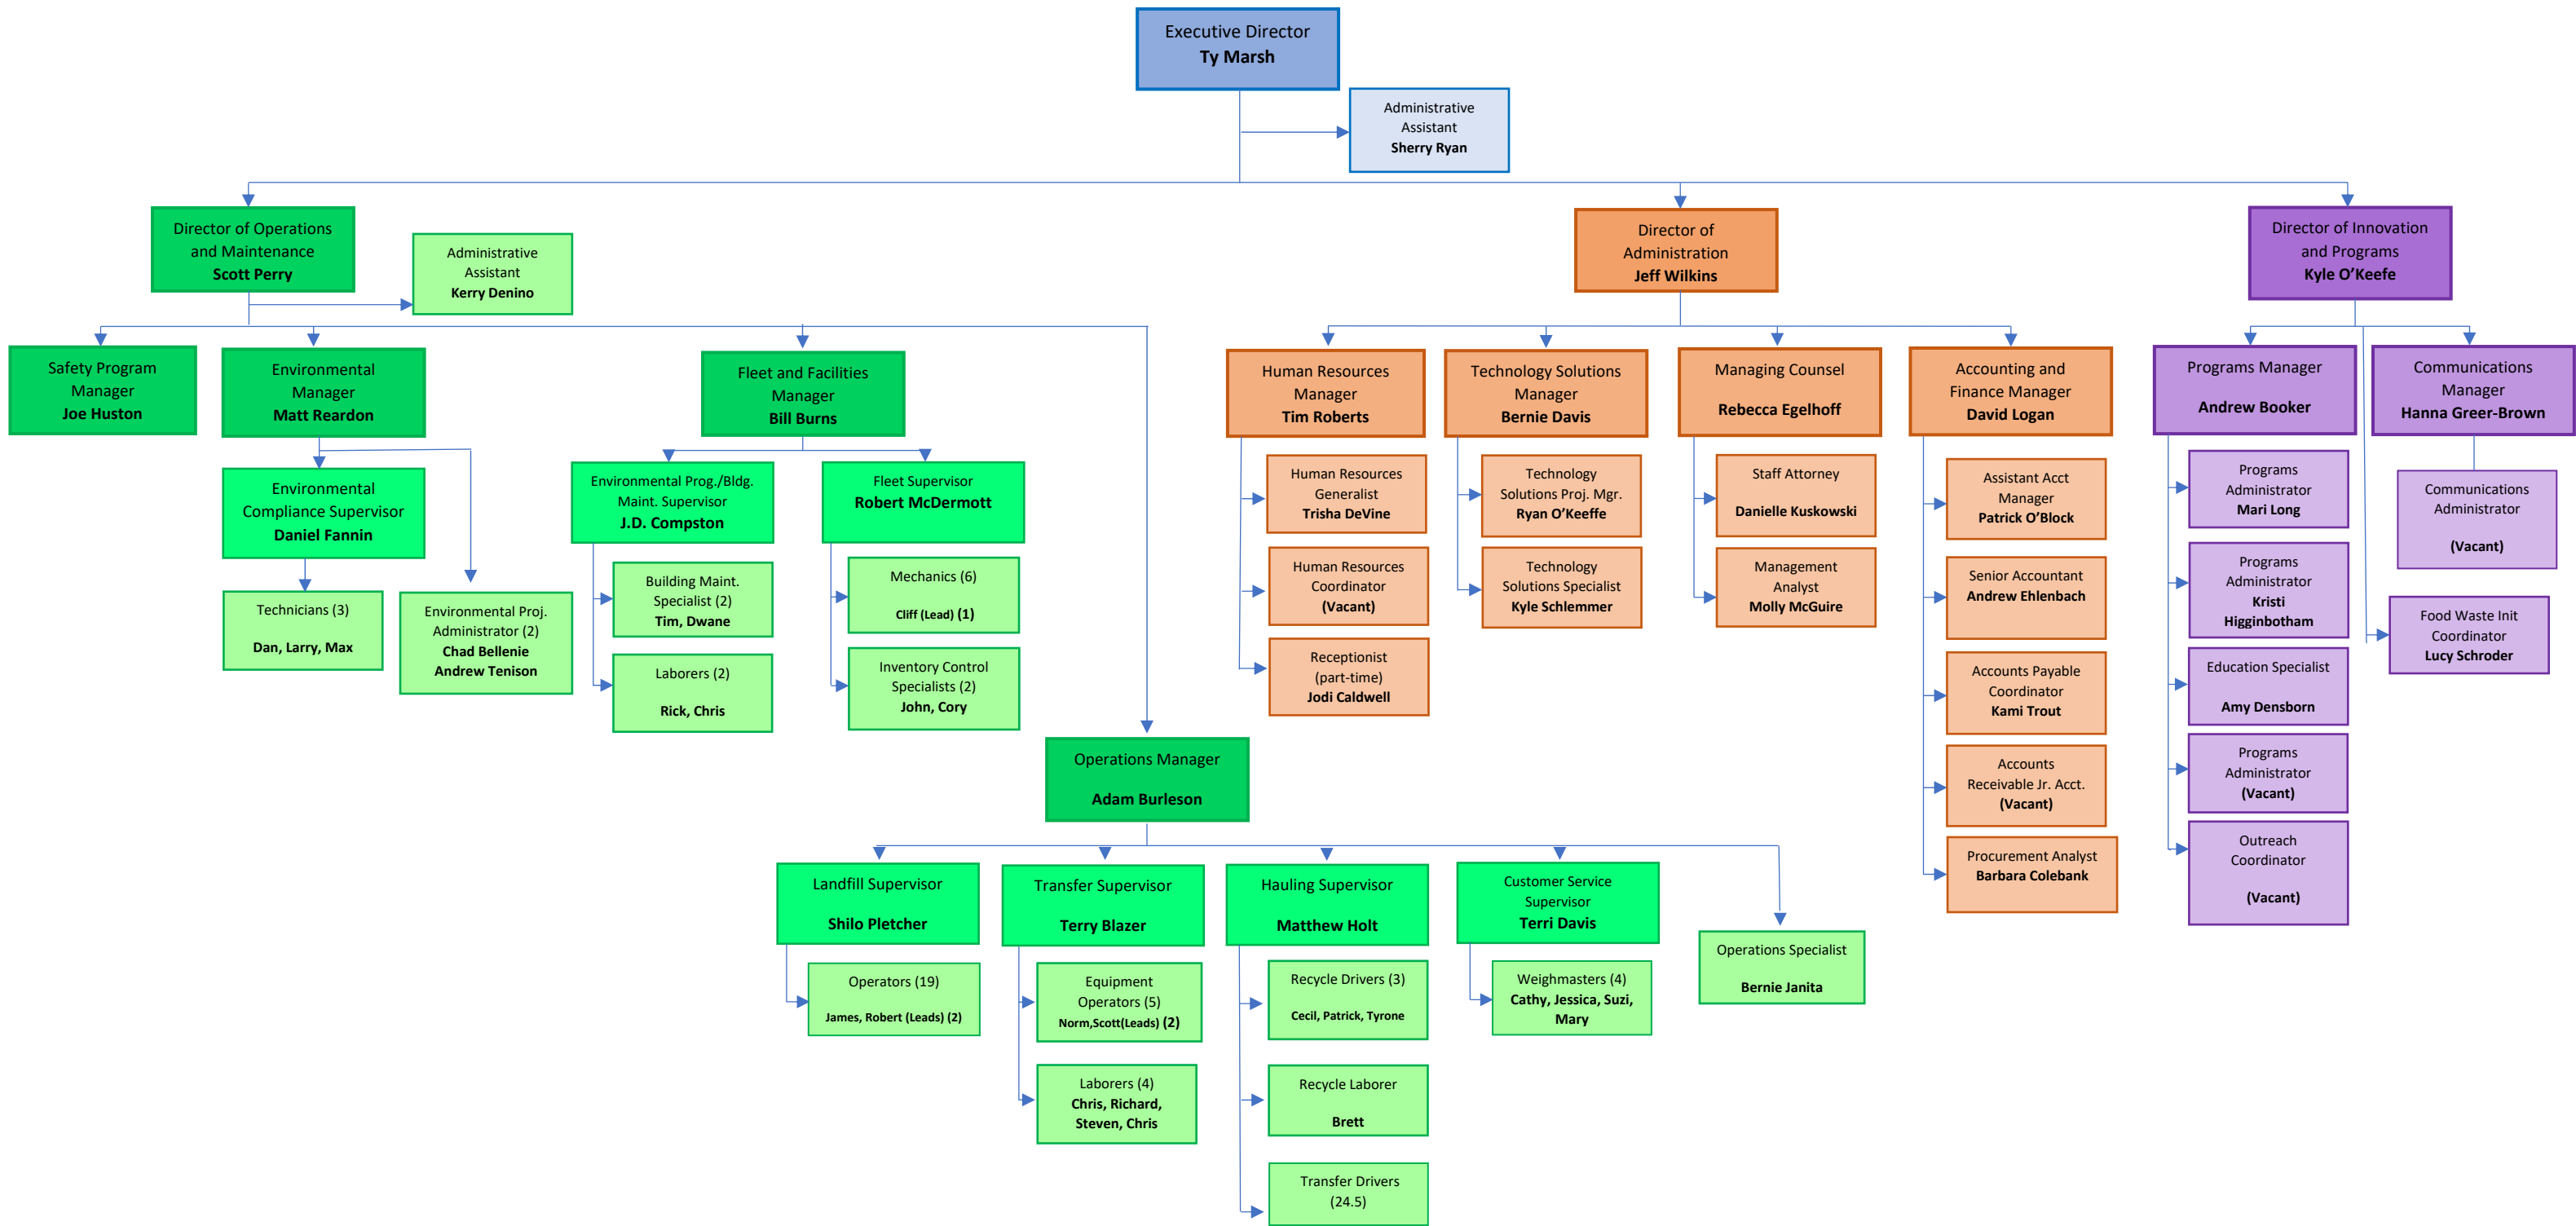 Executive Director
Ty Marsh
Administrative
Assistant
Sherry Ryan
Director of Operations
and Maintenance
Scott Perry
Administrative
Assistant
Kerry Denino
Director of
Administration
Jeff Wilkins
Director of Innovation
and Programs
Kyle O’Keefe
Safety Program
Manager
Joe Huston
Environmental
Manager
Matt Reardon
Fleet and Facilities
Manager
Bill Burns
Human Resources
Manager
Tim Roberts
Technology Solutions
Manager
Bernie Davis
Managing Counsel
Rebecca Egelhoff
Accounting and
Finance Manager
David Logan
Programs Manager
Andrew Booker
Communications
Manager
Hanna Greer-Brown
Environmental
Compliance Supervisor
Daniel Fannin
Technicians (3)
Dan, Larry, Max
Environmental Proj.
Administrator (2)
Chad Bellenie
Andrew Tenison
Environmental Prog./Bldg.
Maint. Supervisor
J.D. Compston
Building Maint.
Specialist (2)
Tim, Dwane
Laborers (2)
Rick, Chris
Fleet Supervisor
Robert McDermott
Mechanics (6)
Cliff (Lead) (1)
Inventory Control
Specialists (2)
John, Cory
Human Resources
Generalist
Trisha DeVine
Human Resources
Coordinator
(Vacant)
Receptionist
(part-time)
Jodi Caldwell
Technology
Solutions Proj. Mgr.
Ryan O’Keeffe
Technology
Solutions Specialist
Kyle Schlemmer
Staff Attorney
Danielle Kuskowski
Management
Analyst
Molly McGuire
Assistant Acct
Manager
Patrick O’Block
Senior Accountant
Andrew Ehlenbach
Accounts Payable
Coordinator
Kami Trout
Accounts
Receivable Jr. Acct.
(Vacant)
Procurement Analyst
Barbara Colebank
Programs
Administrator
Mari Long
Programs
Administrator
Kristi
Higginbotham
Education Specialist
Amy Densborn
Programs
Administrator
(Vacant)
Outreach
Coordinator
(Vacant)
Communications
Administrator
(Vacant)
Food Waste Init
Coordinator
Lucy Schroder
Operations Manager
Adam Burleson
Landfill Supervisor
Shilo Pletcher
Operators (19)
James, Robert (Leads) (2)
Transfer Supervisor
Terry Blazer
Equipment
Operators (5)
Norm,Scott(Leads) (2)
Laborers (4)
Chris, Richard,
Steven, Chris
Hauling Supervisor
Matthew Holt
Recycle Drivers (3)
Cecil, Patrick, Tyrone
Recycle Laborer
Brett
Transfer Drivers
(24.5)
Customer Service
Supervisor
Terri Davis
Weighmasters (4)
Cathy, Jessica, Suzi,
Mary
Operations Specialist
Bernie Janita